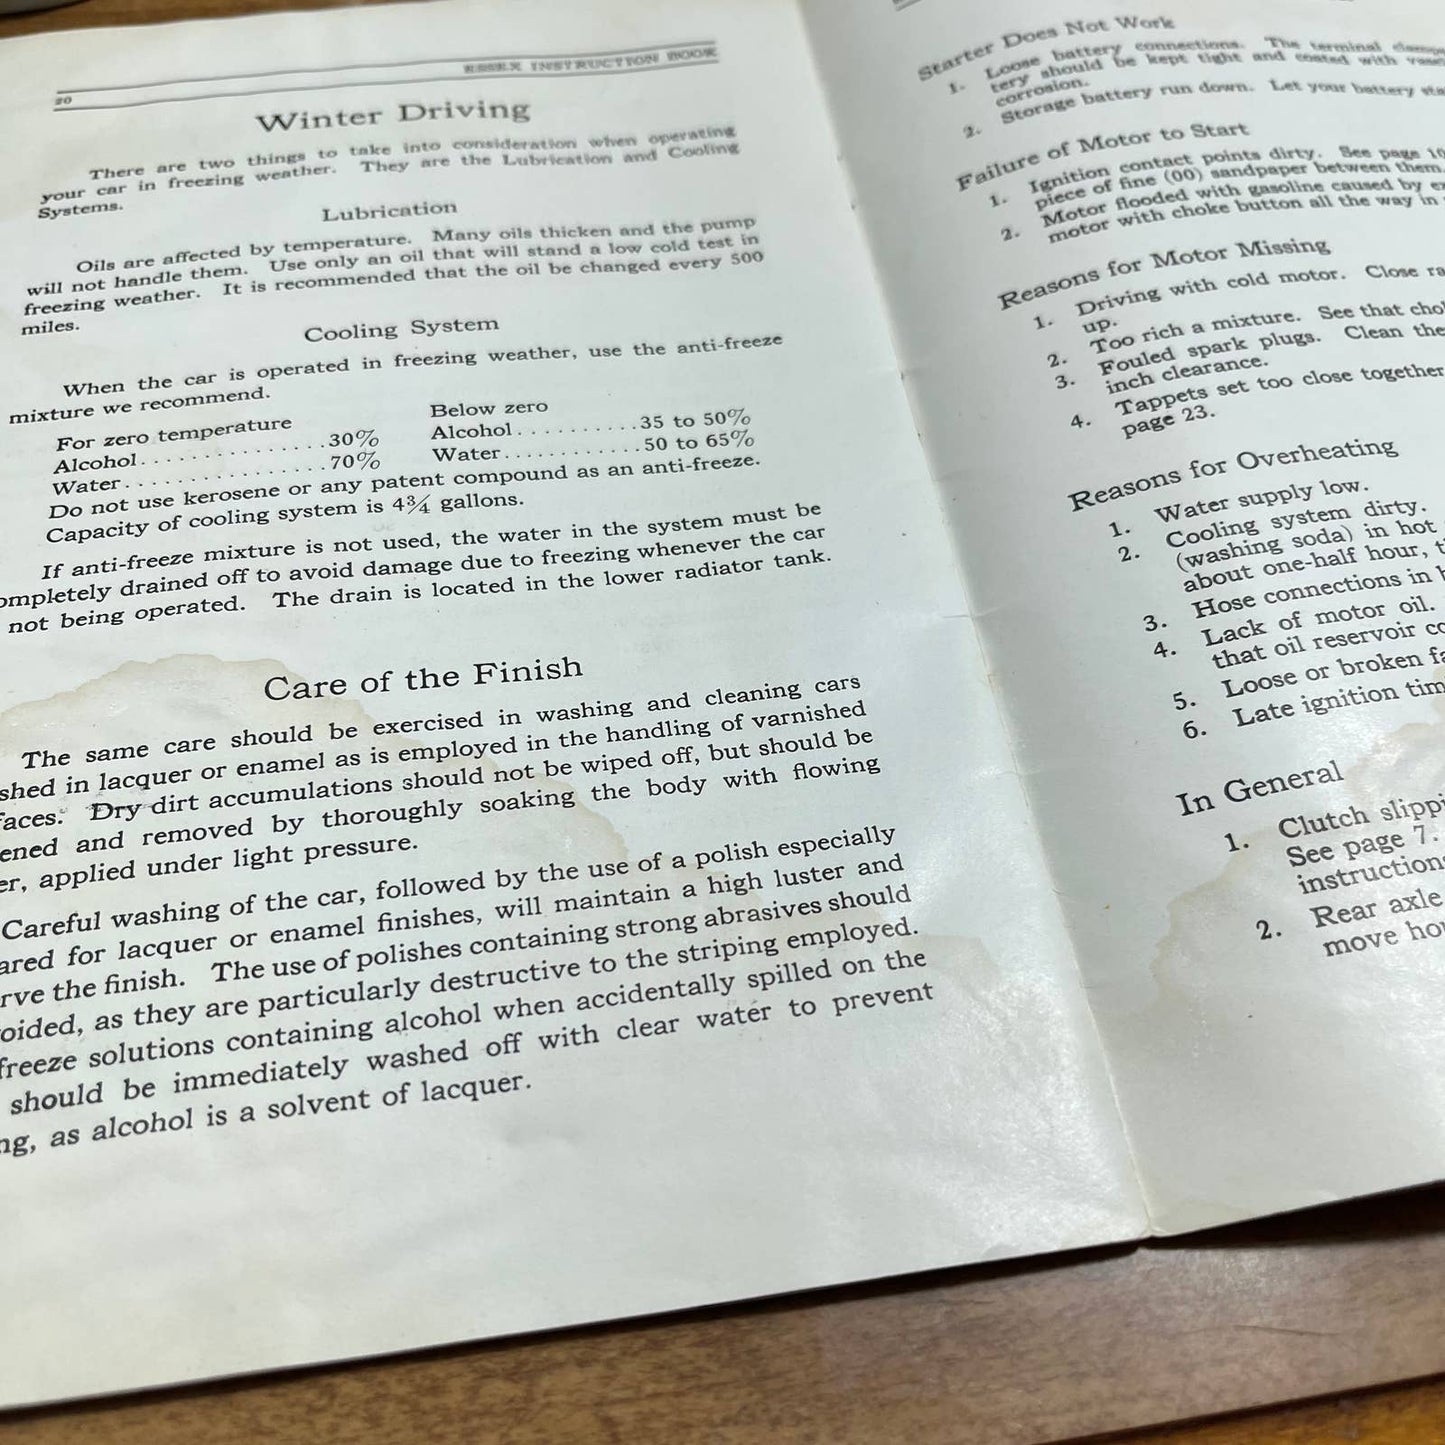 20
ESSEX INSTRUCTION BOOK
Winter Driving
There are two things to take into consideration when operating
your car in freezing weather. They are the Lubrication and Cooling
Systems.
Lubrication
Oils are affected by temperature. Many oils thicken and the pump
will not handle them. Use only an oil that will stand a low cold test in
freezing weather. It is recommended that the oil be changed every 500
miles.
Cooling System
When the car is operated in freezing weather, use the anti-freeze
mixture we recommend.
For zero temperature
Alcohol...............30%
Water...............70%
Below zero
Alcohol..........35 to 50%
Water...........50 to 65%
Do not use kerosene or any patent compound as an anti-freeze.
Capacity of cooling system is 4¾ gallons.
If anti-freeze mixture is not used, the water in the system must be
ompletely drained off to avoid damage due to freezing whenever the car
not being operated. The drain is located in the lower radiator tank.
Care of the Finish
The same care should be exercised in washing and cleaning cars
shed in lacquer or enamel as is employed in the handling of varnished
faces. Dry dirt accumulations should not be wiped off, but should be
ened and removed by thoroughly soaking the body with flowing
er, applied under light pressure.
Careful washing of the car, followed by the use of a polish especially
ared for lacquer or enamel finishes, will maintain a high luster and
rve the finish. The use of polishes containing strong abrasives should
oided, as they are particularly destructive to the striping employed.
freeze solutions containing alcohol when accidentally spilled on the
should be immediately washed off with clear water to prevent
ng, as alcohol is a solvent of lacquer.
Starter Does Not Work
1. Loose battery connections. The terminal
tery should be kept tight and coated with
corrosion.
2. Storage battery run down. Let your battery
Failure of Motor to Start
1. Ignition contact points dirty. See page 10
piece of fine (00) sandpaper between them.
2. Motor flooded with gasoline caused by
motor with choke button all the way in
Reasons for Motor Missing
1. Driving with cold motor. Close ra
up.
2. Too rich a mixture. See that cho
3. Fouled spark plugs. Clean the
inch clearance.
4. Tappets set too close together
page 23.
Reasons for Overheating
1. Water supply low.
2. Cooling system dirty.
(washing soda) in hot
about one-half hour, t
3. Hose connections in
4. Lack of motor oil.
that oil reservoir co
5. Loose or broken fa
6. Late ignition tim
In General
1. Clutch slippi
See page 7.
instruction
2. Rear axle
move hou